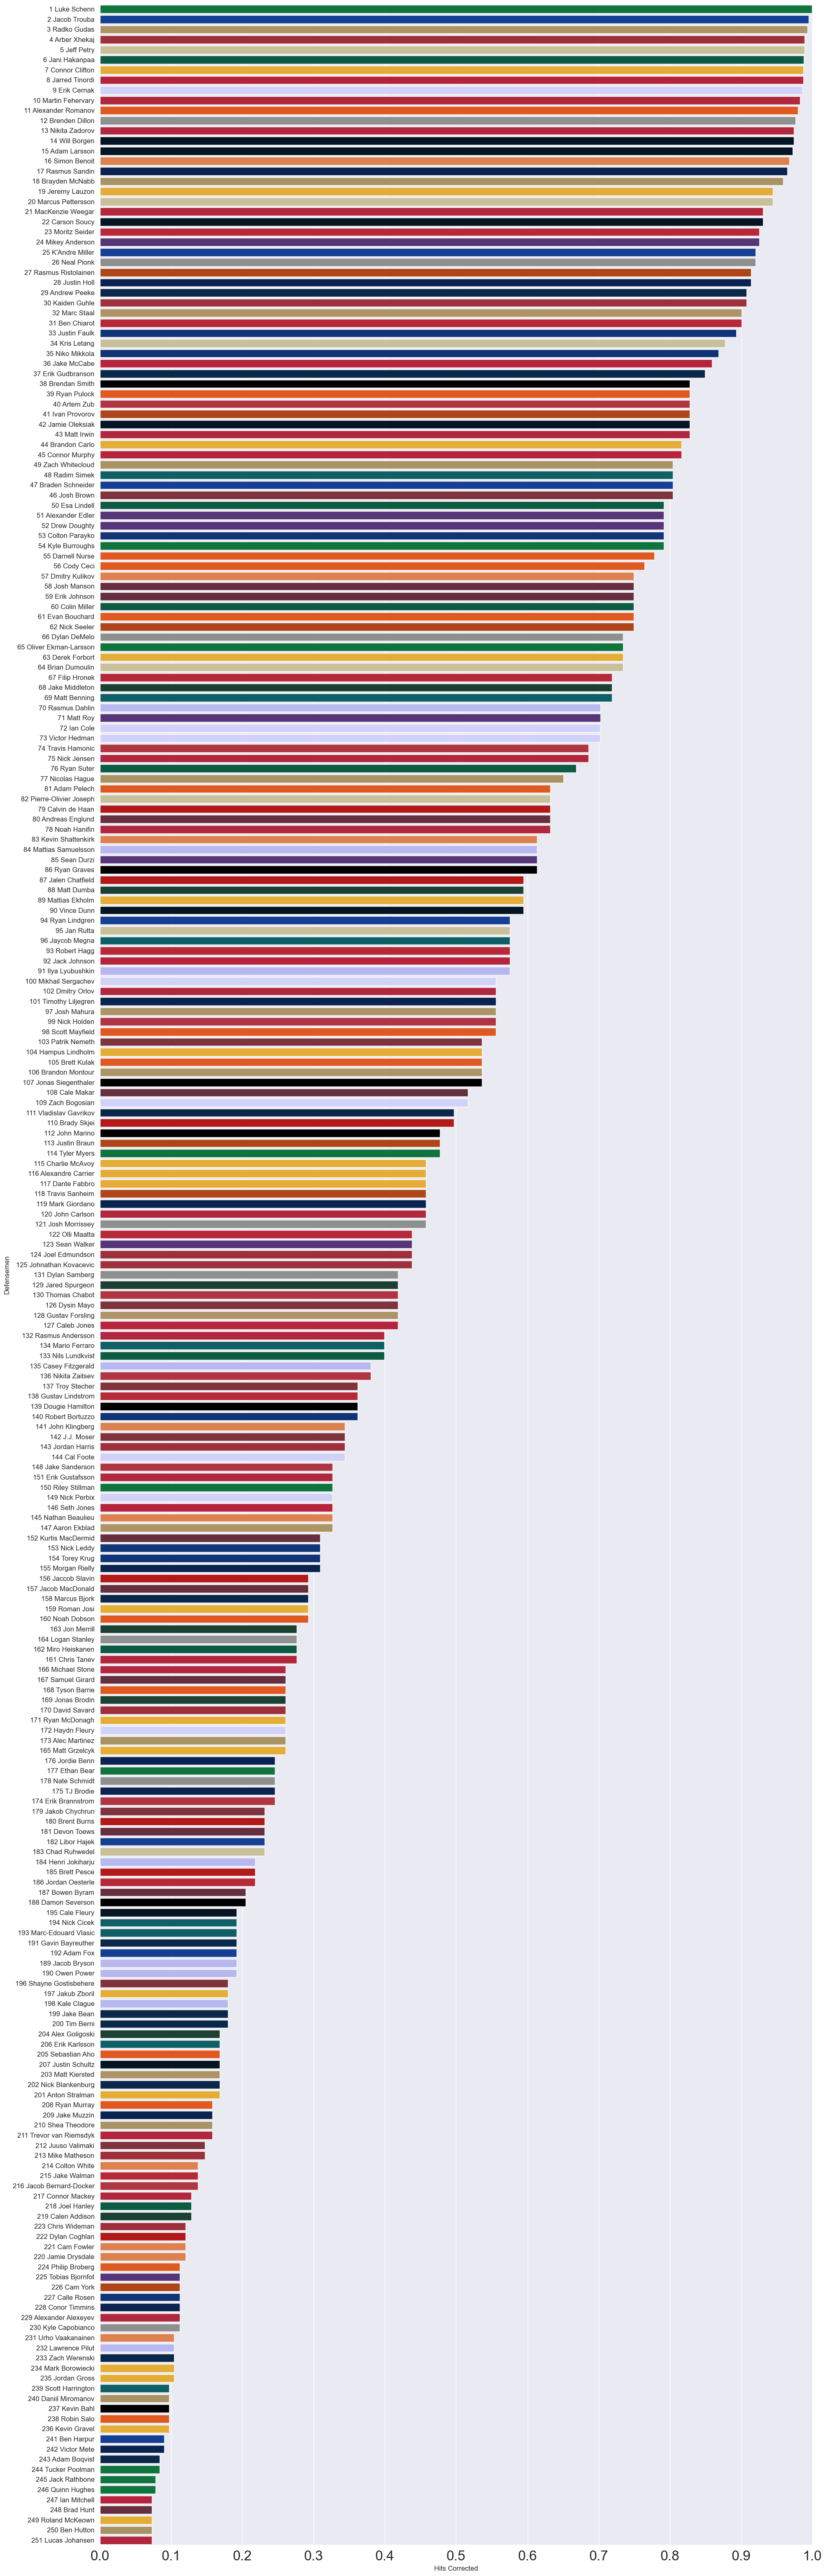 1 Luke Schenn
2 Jacob Trouba
3 Radko Gudas
4 Arber Xhekaj
5 Jeff Petry
6 Jani Hakanpaa
7 Connor Clifton
8 Jarred Tinordi
9 Erik Cernak
10 Martin Fehervary
11 Alexander Romanov
12 Brenden Dillon
13 Nikita Zadorov
14 Will Borgen
15 Adam Larsson
16 Simon Benoit
17 Rasmus Sandin
18 Brayden McNabb
19 Jeremy Lauzon
20 Marcus Pettersson
21 MacKenzie Weegar
22 Carson Soucy
23 Moritz Seider
24 Mikey Anderson
25 K'Andre Miller
26 Neal Pionk
27 Rasmus Ristolainen
28 Justin Holl
29 Andrew Peeke
30 Kaiden Guhle
32 Marc Staal
31 Ben Chiarot
33 Justin Faulk
34 Kris Letang
35 Niko Mikkola
36 Jake McCabe
37 Erik Gudbranson
38 Brendan Smith
39 Ryan Pulock
40 Artem Zub
41 Ivan Provorov
42 Jamie Oleksiak
43 Matt Irwin
44 Brandon Carlo
45 Connor Murphy
49 Zach Whitecloud
48 Radim Simek
47 Braden Schneider
46 Josh Brown
50 Esa Lindell
51 Alexander Edler
52 Drew Doughty
53 Colton Parayko
54 Kyle Burroughs
55 Darnell Nurse
56 Cody Ceci
57 Dmitry Kulikov
58 Josh Manson
59 Erik Johnson
60 Colin Miller
61 Evan Bouchard
62 Nick Seeler
66 Dylan DeMelo
65 Oliver Ekman-Larsson
63 Derek Forbort
64 Brian Dumoulin
67 Filip Hronek
68 Jake Middleton
69 Matt Benning
70 Rasmus Dahlin
71 Matt Roy
72 Ian Cole
73 Victor Hedman
74 Travis Hamonic
75 Nick Jensen
76 Ryan Suter
77 Nicolas Hague
81 Adam Pelech
82 Pierre-Olivier Joseph
79 Calvin de Haan
80 Andreas Englund
78 Noah Hanifin
83 Kevin Shattenkirk
84 Mattias Samuelsson
85 Sean Durzi
86 Ryan Graves
87 Jalen Chatfield
88 Matt Dumba
89 Mattias Ekholm
90 Vince Dunn
94 Ryan Lindgren
95 Jan Rutta
96 Jaycob Megna
93 Robert Hagg
92 Jack Johnson
91 Ilya Lyubushkin
100 Mikhail Sergachev
102 Dmitry Orlov
101 Timothy Liljegren
97 Josh Mahura
99 Nick Holden
98 Scott Mayfield
103 Patrik Nemeth
104 Hampus Lindholm
105 Brett Kulak
106 Brandon Montour
107 Jonas Siegenthaler
108 Cale Makar
109 Zach Bogosian
111 Vladislav Gavrikov
110 Brady Skjei
112 John Marino
113 Justin Braun
114 Tyler Myers
115 Charlie McAvoy
116 Alexandre Carrier
117 Dante Fabbro
118 Travis Sanheim
119 Mark Giordano
120 John Carlson
121 Josh Morrissey
122 Olli Maatta
123 Sean Walker
124 Joel Edmundson
125 Johnathan Kovacevic
131 Dylan Samberg
129 Jared Spurgeon
130 Thomas Chabot
126 Dysin Mayo
128 Gustav Forsling
127 Caleb Jones
132 Rasmus Andersson
134 Mario Ferraro
133 Nils Lundkvist
135 Casey Fitzgerald
136 Nikita Zaitsev
137 Troy Stecher
138 Gustav Lindstrom
139 Dougie Hamilton
140 Robert Bortuzzo
141 John Klingberg
142 J.J. Moser
143 Jordan Harris
144 Cal Foote
148 Jake Sanderson
151 Erik Gustafsson
150 Riley Stillman
149 Nick Perbix
146 Seth Jones
145 Nathan Beaulieu
147 Aaron Ekblad
152 Kurtis MacDermid
153 Nick Leddy
154 Torey Krug
155 Morgan Rielly
156 Jaccob Slavin
157 Jacob MacDonald
158 Marcus Bjork
159 Roman Josi
160 Noah Dobson
163 Jon Merrill
164 Logan Stanley
162 Miro Heiskanen
161 Chris Tanev
166 Michael Stone
167 Samuel Girard
168 Tyson Barrie
169 Jonas Brodin
170 David Savard
171 Ryan McDonagh
172 Haydn Fleury
173 Alec Martinez
165 Matt Grzelcyk
176 Jordie Benn
177 Ethan Bear
178 Nate Schmidt
175 TJ Brodie
174 Erik Brannstrom
179 Jakob Chychrun
180 Brent Burns
181 Devon Toews
182 Libor Hajek
183 Chad Ruhwedel
184 Henri Jokiharju
185 Brett Pesce
186 Jordan Oesterle
187 Bowen Byram
188 Damon Severson
195 Cale Fleury
194 Nick Cicek
193 Marc-Edouard Vlasic
191 Gavin Bayreuther
192 Adam Fox
189 Jacob Bryson
190 Owen Power
196 Shayne Gostisbehere
197 Jakub Zboril
198 Kale Clague
199 Jake Bean
200 Tim Berni
204 Alex Goligoski
206 Erik Karlsson
205 Sebastian Aho
207 Justin Schultz
203 Matt Kiersted
202 Nick Blankenburg
201 Anton Stralman
208 Ryan Murray
209 Jake Muzzin
210 Shea Theodore
211 Trevor van Riemsdyk
212 Juuso Valimaki
213 Mike Matheson
214 Colton White
215 Jake Walman
216 Jacob Bernard-Docker
217 Connor Mackey
218 Joel Hanley
219 Calen Addison
223 Chris Wideman
222 Dylan Coghlan
221 Cam Fowler
220 Jamie Drysdale
224 Philip Broberg
225 Tobias Bjornfot
226 Cam York
227 Calle Rosen
228 Conor Timmins
229 Alexander Alexeyev
230 Kyle Capobianco
231 Urho Vaakanainen
232 Lawrence Pilut
233 Zach Werenski
234 Mark Borowiecki
235 Jordan Gross
239 Scott Harrington
240 Daniil Miromanov
237 Kevin Bahl
238 Robin Salo
236 Kevin Gravel
241 Ben Harpur
242 Victor Mete
243 Adam Boqvist
244 Tucker Poolman
245 Jack Rathbone
246 Quinn Hughes
247 Ian Mitchell
248 Brad Hunt
249 Roland McKeown
250 Ben Hutton
251 Lucas Johansen
Defensemen
0.0 0.1 0.2 0.3 0.4 0.5 0.6 0.7 0.8 0.9 1.0
Hits Corrected